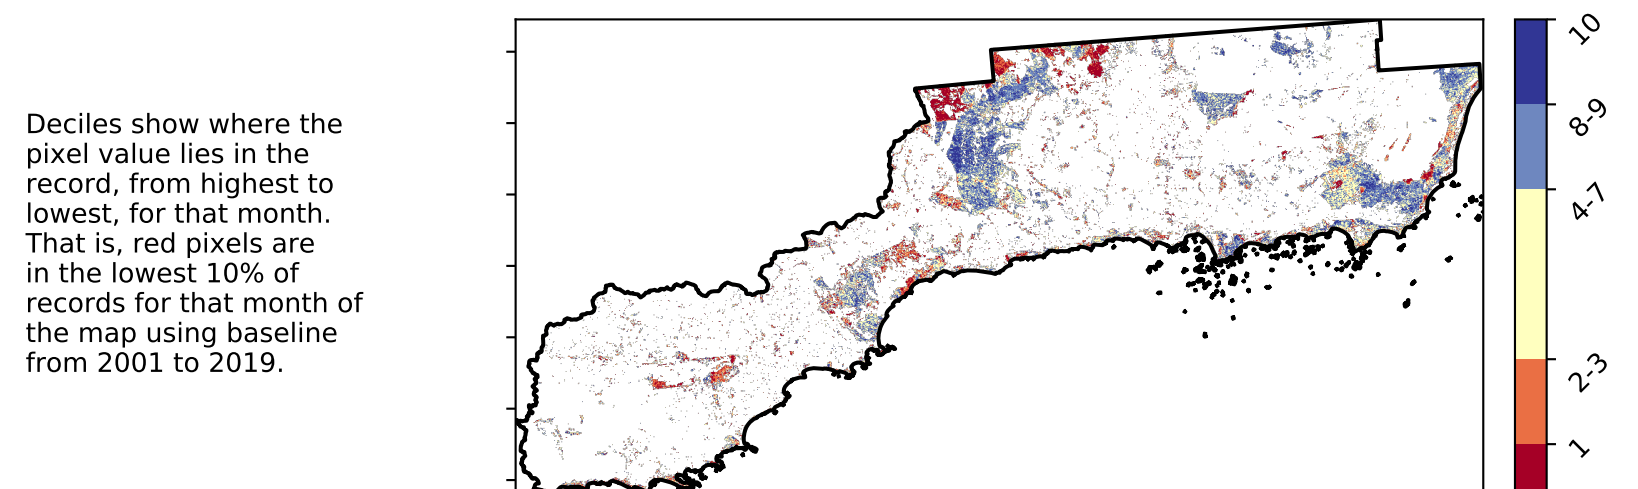 Deciles show where the
pixel value lies in the
record, from highest to
lowest, for that month.
That is, red pixels are
in the lowest 10% of
records for that month of
the map using baseline
from 2001 to 2019.
10
8-9
4-7
2-3
1